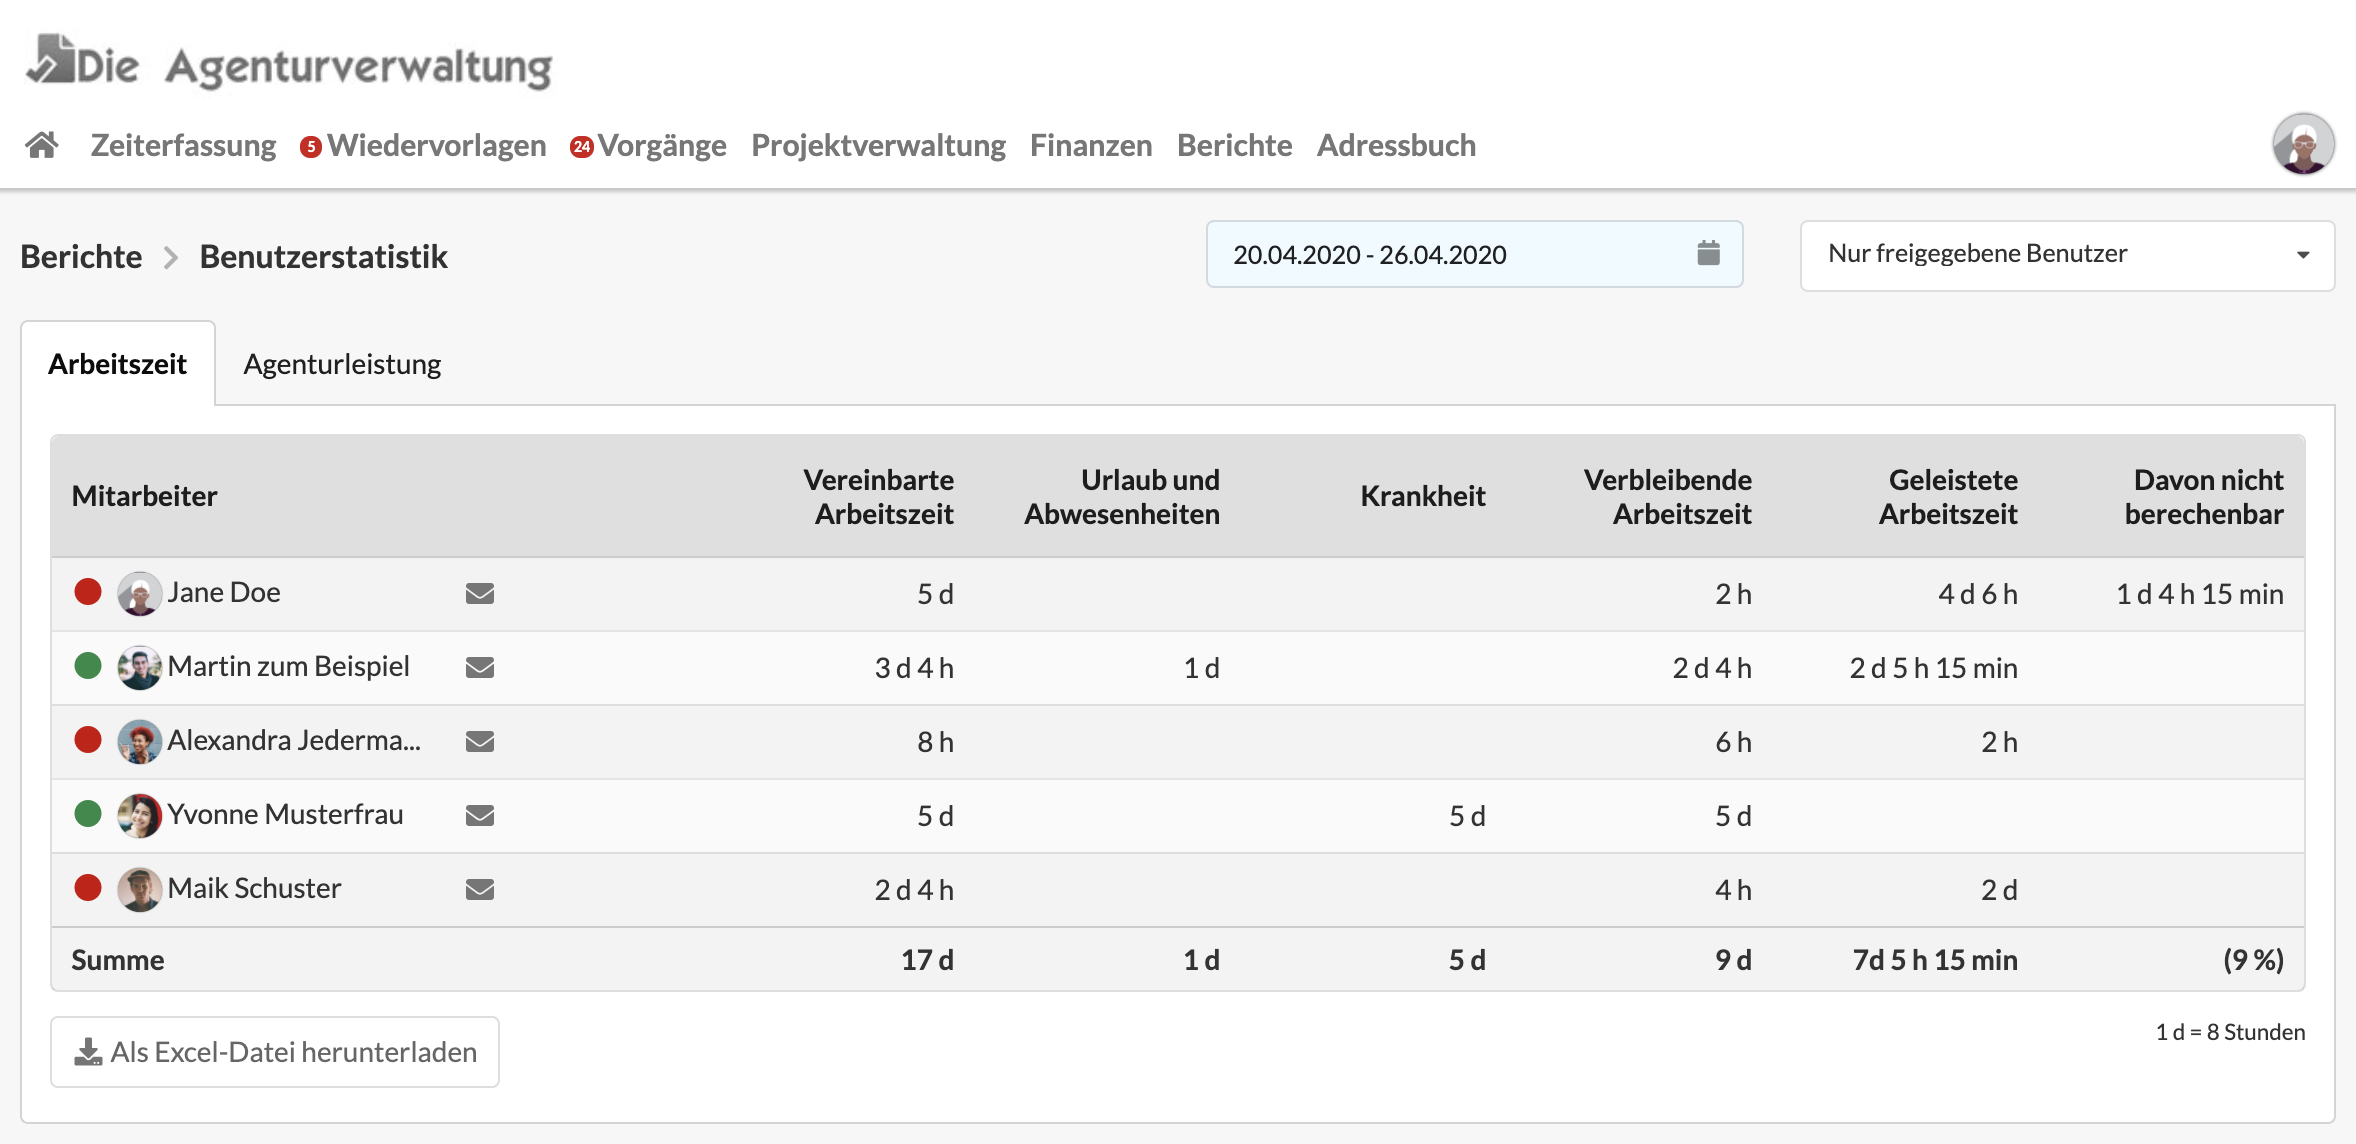 Die Agenturverwaltung
Zeiterfassung 5 Wiedervorlagen 24 Vorgänge Projektverwaltung Finanzen Berichte Adressbuch
Berichte Benutzerstatistik 20.04.2020 - 26.04.2020 Nur freigegebene Benutzer
Arbeitszeit Agenturleistung
Mitarbeiter Vereinbarte Arbeitszeit Urlaub und Abwesenheiten Krankheit Verbleibende Arbeitszeit Geleistete Arbeitszeit Davon nicht berechenbar
Jane Doe 5 d 2 h 4 d 6 h 1 d 4 h 15 min
Martin zum Beispiel 3 d 4 h 1 d 2 d 4 h 2 d 5 h 15 min
Alexandra Jederma... 8 h 6 h 2 h
Yvonne Musterfrau 5 d 5 d 5 d
Maik Schuster 2 d 4 h 4 h 2 d
Summe 17 d 1 d 5 d 9 d 7d 5 h 15 min (9 %)
Als Excel-Datei herunterladen 1 d = 8 Stunden